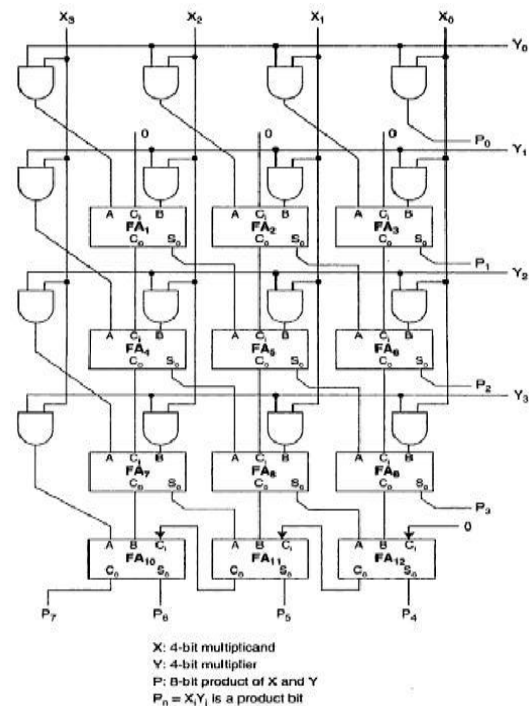 X3 X2 X1 X0
Y0
P0
0 0 0
Y1
A Ci B A Ci B A Ci B
FA1 FA2 FA3
Co So Co So Co So
P1
Y2
A Ci B A Ci B A Ci B
FA4 FA5 FA6
Co So Co So Co So
P2
Y3
A Ci B A Ci B A Ci B
FA7 FA8
Co So Co So Co So
P3
0
A B Ci A B Ci A B Ci
FA10 FA11 FA12
Co So Co So Co So
P7 P6 P5 P4
X: 4-bit multiplicand
Y: 4-bit multiplier
P: 8-bit product of X and Y
Pn = XiYj is a product bit